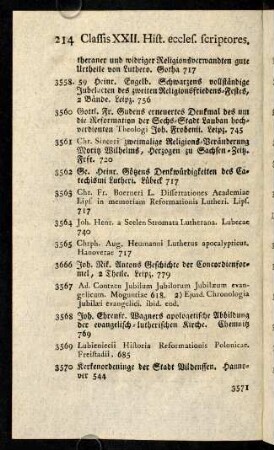 214 Classis XXII. Hist. eccles. scriptores,
theraner und widriger Religionsverwandten gute
Urtheile von Luthero. Gotha 717
3558. 59 Heinr. Engelb. Schwarzens vollständige
Jubelacten des zweiten Religionsfriedens-Festes,
2 Bände. Leipz. 756
3560 Gottl. Fr. Gudens erneuertes Denkmal des um
die Reformation der Sechs-Stadt Lauban hoch-
verdienten Theologi Joh. Frobenii. Leipz. 745
3561 Chr. Sinceri zweimalige Religions-Veränderung
Moritz Wilhelms, Herzogen zu Sachsen-Zeitz.
Frft. 720
3562 Ge. Heinr. Götzens Denkwürdigkeiten des Ca-
techismi Lutheri. Lübeck 717
3563 Chr. Fr. Boerneri L. Dissertationes Academiae
Lips. in memoriam Reformationis Lutheri. Lips.
717
3564 Joh. Henr. a Seelen Stromata Lutherana. Lubecae
740
3565 Chrph. Aug. Heumanni Lutherus apocalypticus.
Hanoverae 717
3566 Joh. Nik. Antons Geschichte der Concordienfor-
mel, 2 Theile. Leipz. 779
3567 Ad. Contzen Jubilum Jubilorum Jubilaeum evan-
gelicum. Moguntiae 618. 2) Ejusd. Chronologia
Jubilaei evangelici. ibid. eod.
3568 Joh. Ehrenfr. Wagners apologetische Abbildung
der evangelisch-lutherischen Kirche. Chemnitz
769
3569 Lubieniecii Historia Reformationis Polonicae.
Freistadii, 685
3570 Kerkenordeninge der Stadt Hildenssen. Hanno-
ver 544
3571